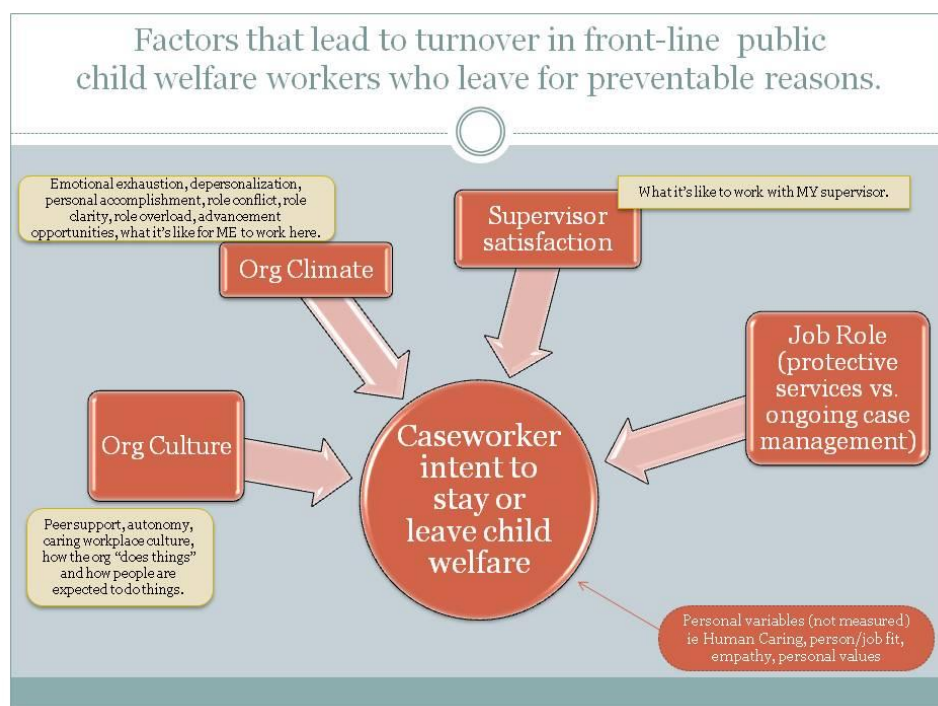 Factors that lead to turnover in front-line public
child welfare workers who leave for preventable reasons.
Emotional exhaustion, depersonalization,
personal accomplishment, role conflict, role
clarity, role overload, advancement
opportunities, what it's like for ME to work here.
Org Climate
What it's like to work with MY supervisor.
Supervisor
satisfaction
Job Role
(protective
services vs.
ongoing case
management)
Org Culture
Peer support, autonomy,
caring workplace culture,
how the org "does things"
and how people are
expected to do things.
Caseworker
intent to
stay or
leave child
welfare
Personal variables (not measured)
ie Human Caring, person/job fit,
empathy, personal values